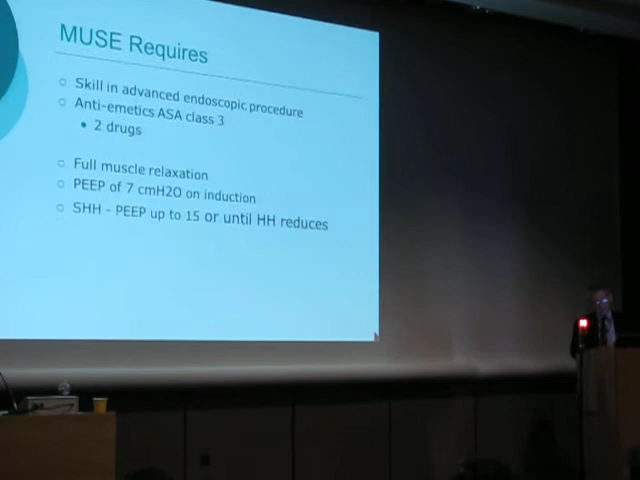 MUSE Requires
Skill in advanced endoscopic procedure
Anti-emetics ASA class 3
2 drugs
Full muscle relaxation
PEEP of 7 cmH2O on induction
SHH - PEEP up to 15 or until HH reduces